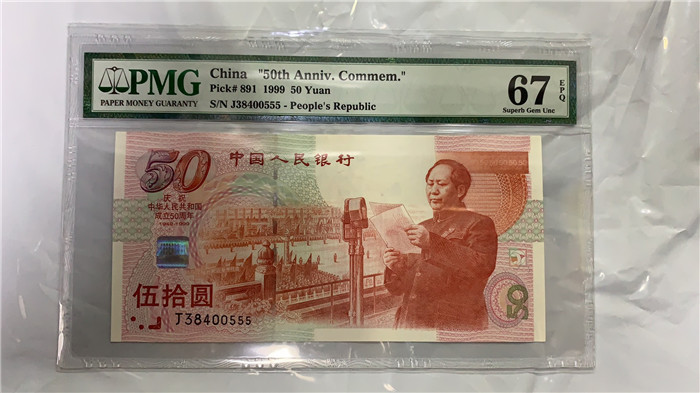 PMG
PAPER MONEY GUARANTY
China "50th Anniv. Commem."
Pick# 891 1999 50 Yuan
S/N J38400555 - People's Republic
67
EPQ
Superb Gem Unc
50
中国人民银行
庆祝
中华人民共和国
成立50周年
1949-1999
伍拾圆
J38400555
50